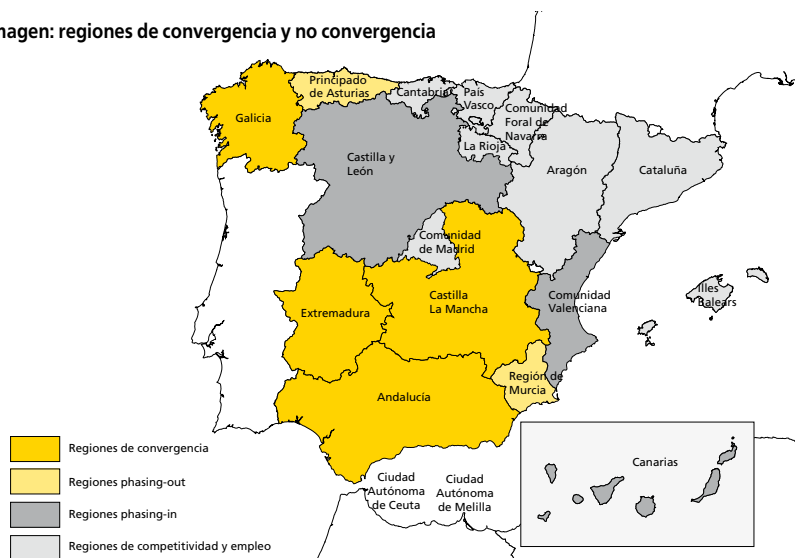 magen: regiones de convergencia y no convergencia
Galicia
Principado
de Asturias
Cantabria
País
Vasco
Comunidad
Foral de
Navarra
La Rioja
Castilla y
León
Aragón
Cataluña
Comunidad
de Madrid
Castilla
La Mancha
Extremadura
Comunidad
Valenciana
Illes
Balears
Región de
Murcia
Andalucía
Canarias
Ciudad
Autónoma
de Ceuta
Ciudad
Autónoma
de Melilla
Regiones de convergencia
Regiones phasing-out
Regiones phasing-in
Regiones de competitividad y empleo